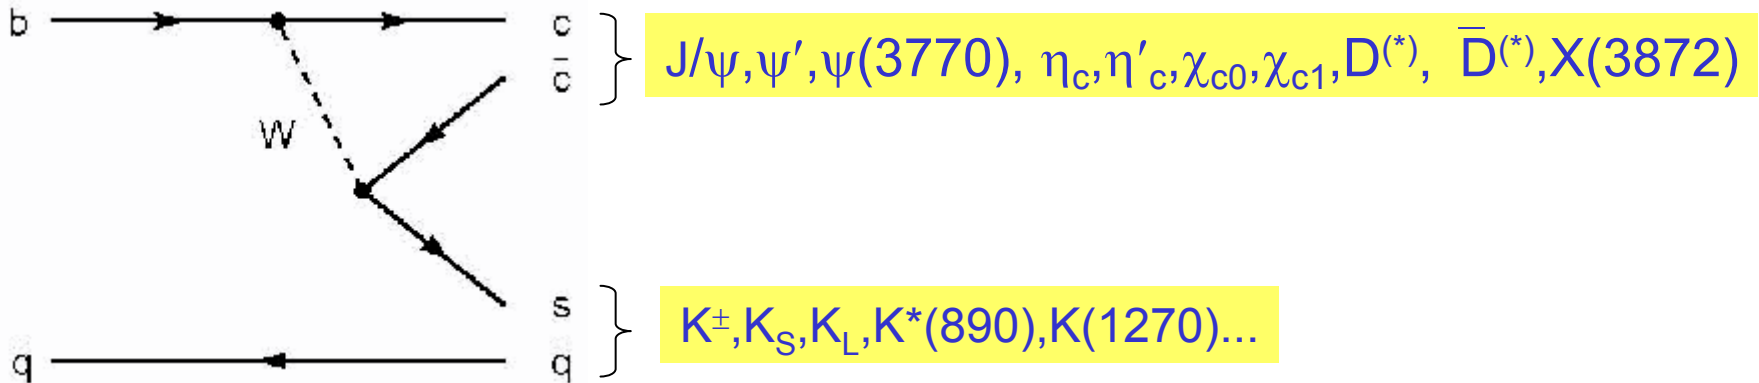 b c J/ψ,ψ′,ψ(3770), ηc,η′c,χc0,χc1,D(*), D̅(*),X(3872)
c̅
W
s K±,KS,KL,K*(890),K(1270)...
q q